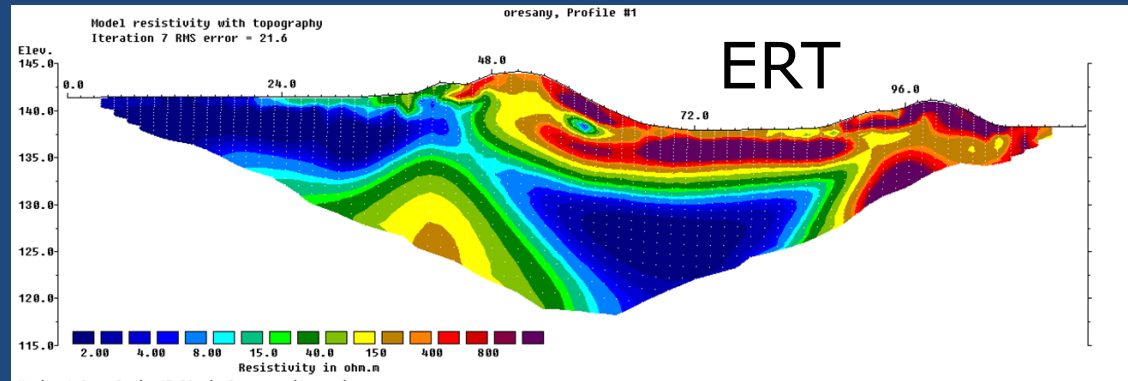 oresany, Profile #1
Model resistivity with topography
Iteration 7 RMS error = 21.6
ERT
Elev.
145.0
140.0
135.0
130.0
125.0
120.0
115.0
0.0
24.0
48.0
72.0
96.0
2.00 4.00 8.00 15.0 40.0 150 400 800
Resistivity in ohm.m